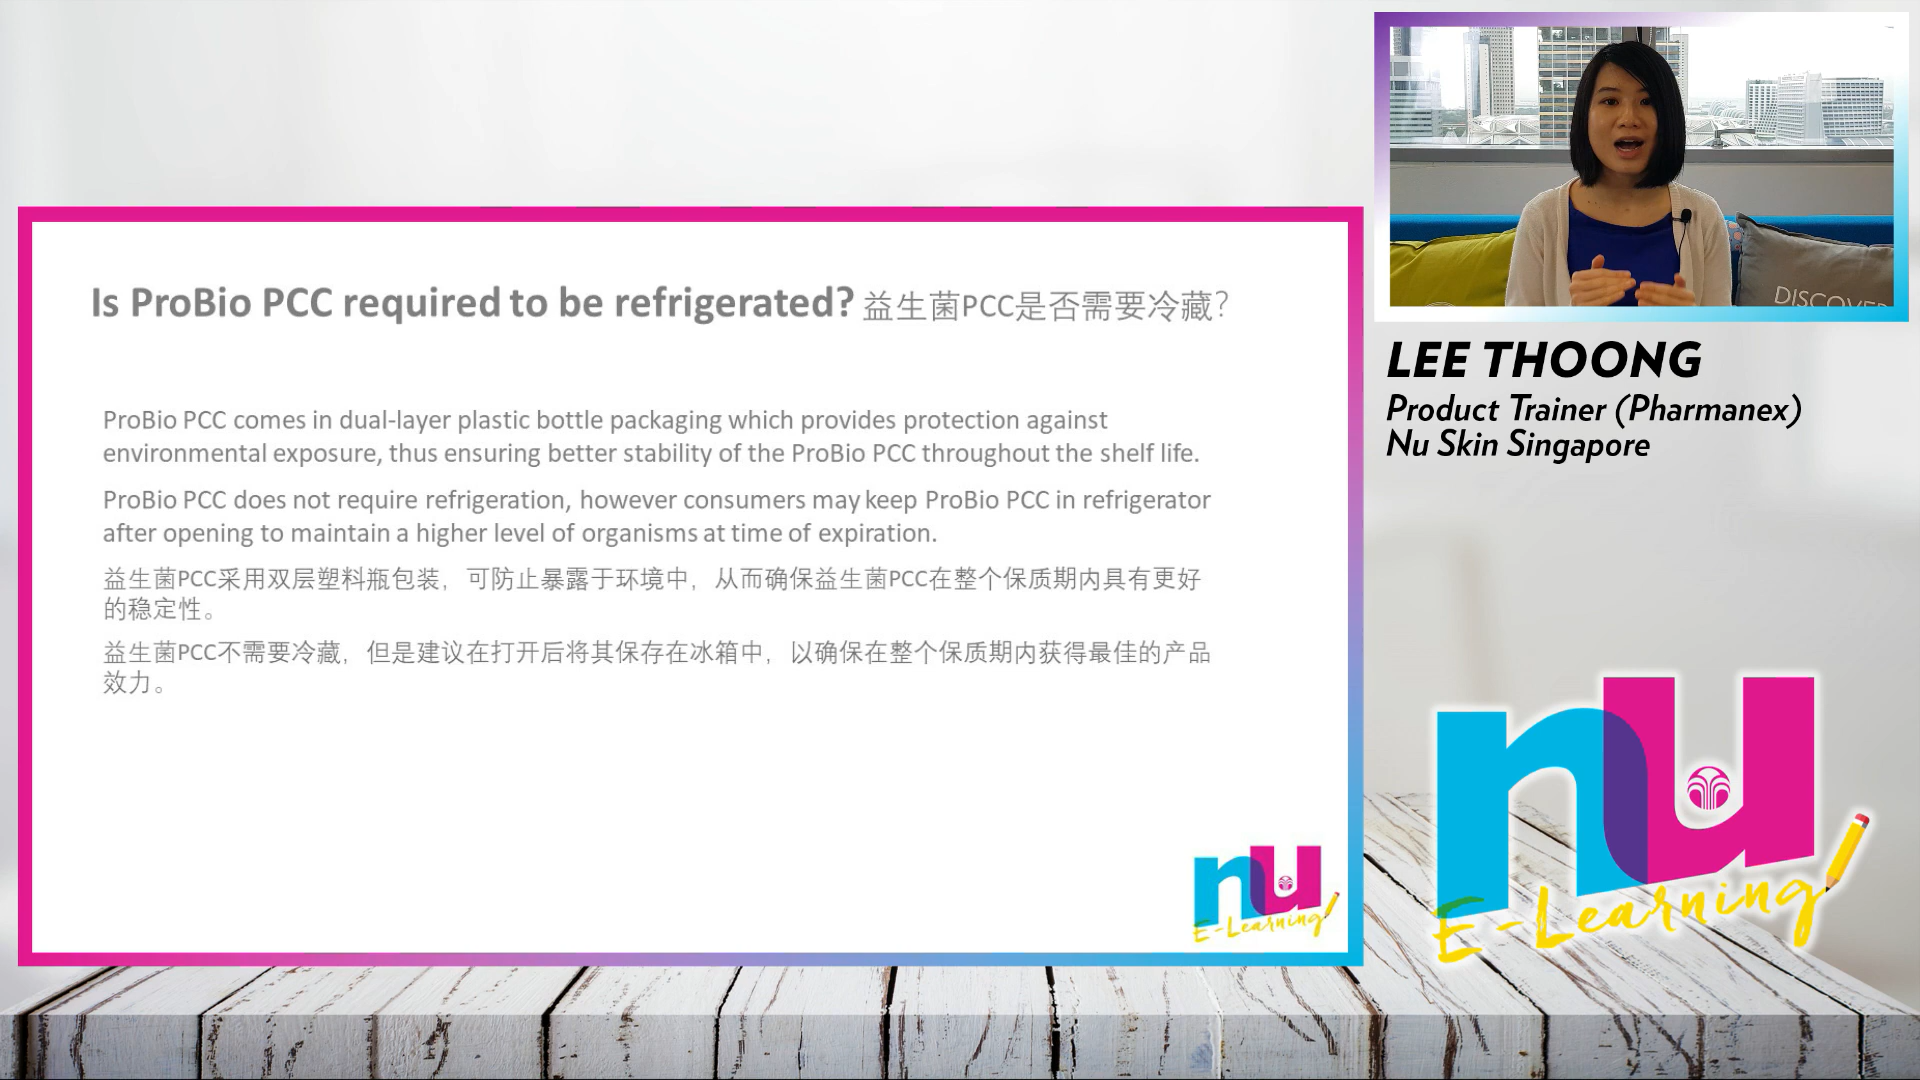 Is ProBio PCC required to be refrigerated? 益生菌PCC是否需要冷藏？
ProBio PCC comes in dual-layer plastic bottle packaging which provides protection against
environmental exposure, thus ensuring better stability of the ProBio PCC throughout the shelf life.
ProBio PCC does not require refrigeration, however consumers may keep ProBio PCC in refrigerator
after opening to maintain a higher level of organisms at time of expiration.
益生菌PCC采用双层塑料瓶包装，可防止暴露于环境中，从而确保益生菌PCC在整个保质期内具有更好
的稳定性。
益生菌PCC不需要冷藏，但是建议在打开后将其保存在冰箱中，以确保在整个保质期内获得最佳的产品
效力。
nu
E-Learning
DISCOVER
LEE THOONG
Product Trainer (Pharmanex)
Nu Skin Singapore
nu
E-Learning